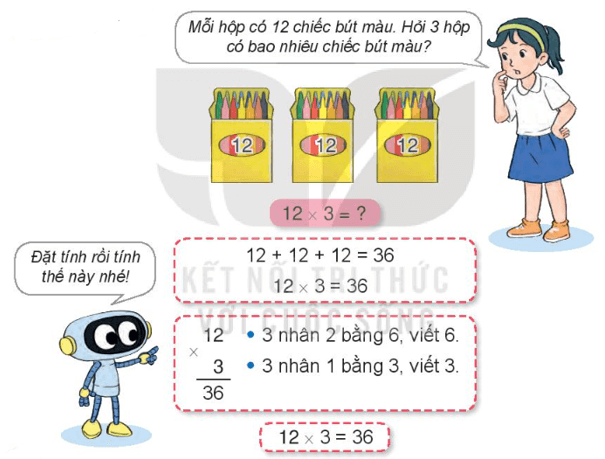 Mỗi hộp có 12 chiếc bút màu. Hỏi 3 hộp
có bao nhiêu chiếc bút màu?
12 12 12
12 × 3 = ?
Đặt tính rồi tính
thế này nhé!
12 + 12 + 12 = 36
12 × 3 = 36
KẾT NỐI TRI THỨC
VỚI CUỘC SỐNG
12
×
3
36
• 3 nhân 2 bằng 6, viết 6.
• 3 nhân 1 bằng 3, viết 3.
12 × 3 = 36